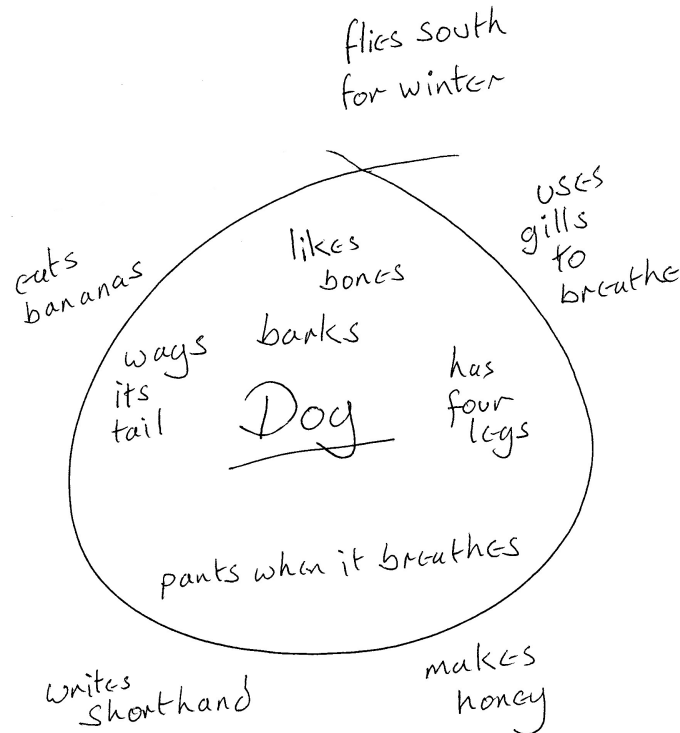 flies south
for winter
uses
gills
to
breathe
eats
bananas
likes
bones
barks
wags
its
tail
Dog
has
four
legs
pants when it breathes
writes
shorthand
makes
honey